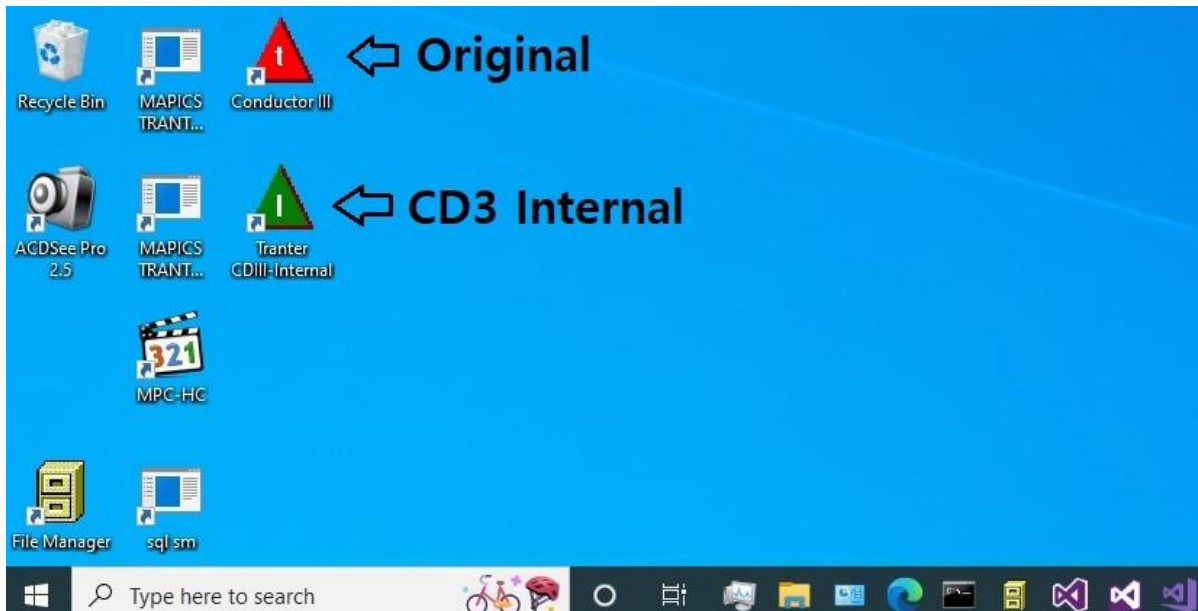 t
Original
Recycle Bin
MAPICS
TRANT...
Conductor III
I
CD3 Internal
ACDSee Pro
2.5
MAPICS
TRANT...
Tranter
CDIII-Internal
321
MPC-HC
File Manager
sql sm
Type here to search